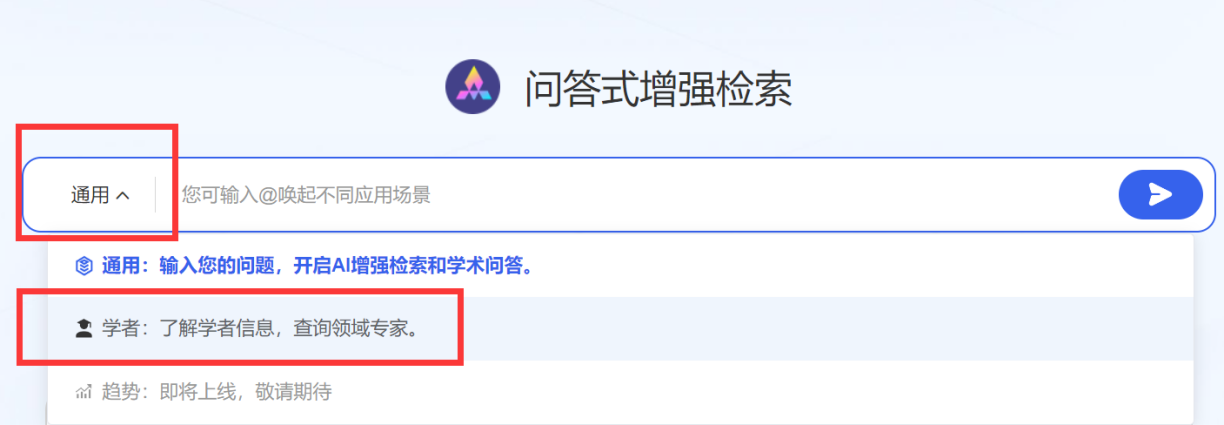 问答式增强检索
通用 您可输入@唤起不同应用场景
通用：输入您的问题，开启AI增强检索和学术问答。
学者：了解学者信息，查询领域专家。
趋势：即将上线，敬请期待